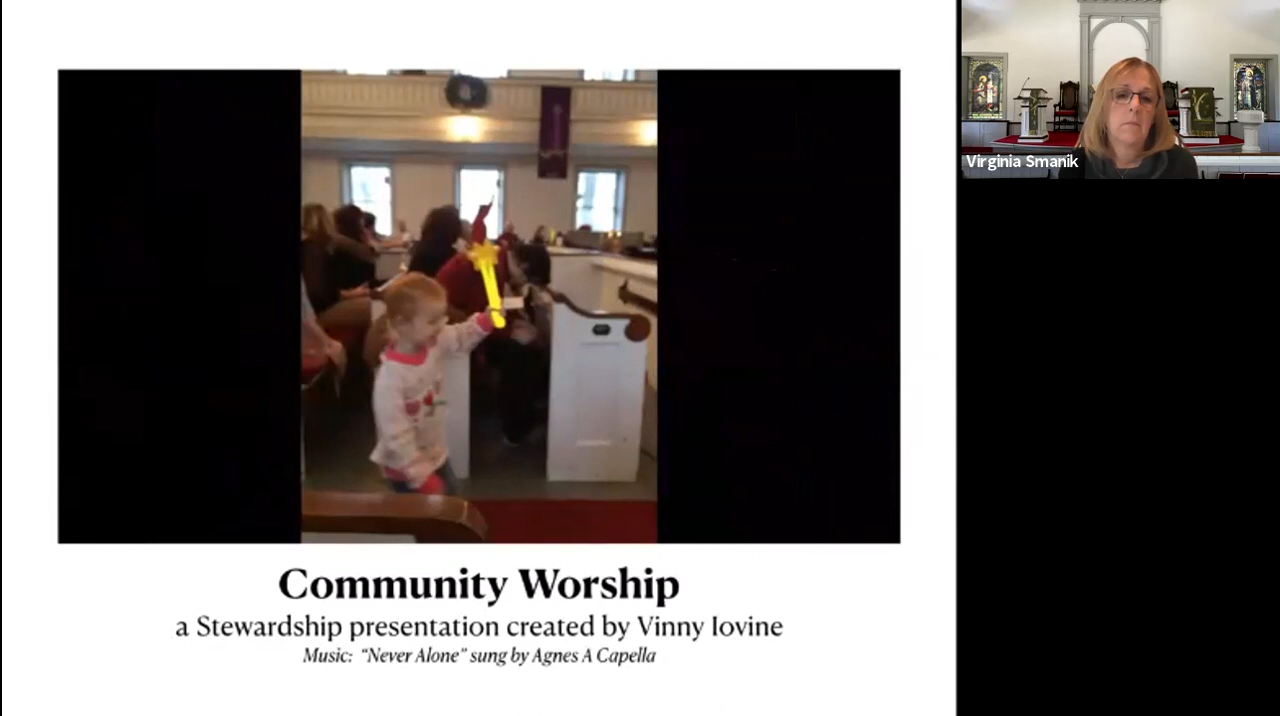 Virginia Smanik
Community Worship
a Stewardship presentation created by Vinny Iovine
Music: “Never Alone” sung by Agnes A Capella